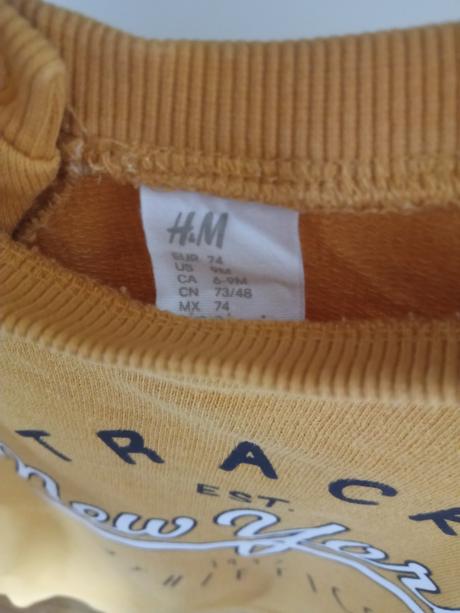 H&M
EUR 74
US 9M
CA 6-9M
CN 73/48
MX 74
TRACK
EST.
New York